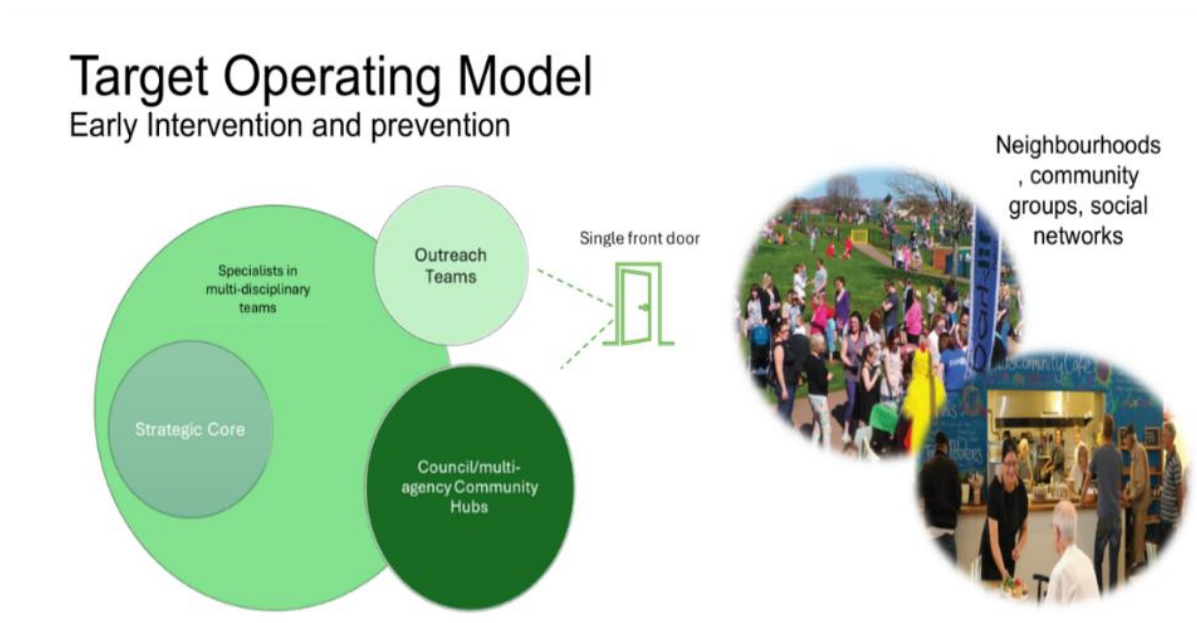 Target Operating Model
Early Intervention and prevention
Neighbourhoods
, community
groups, social
networks
Single front door
Outreach
Teams
Specialists in
multi-disciplinary
teams
Strategic Core
Council/multi-
agency Community
Hubs